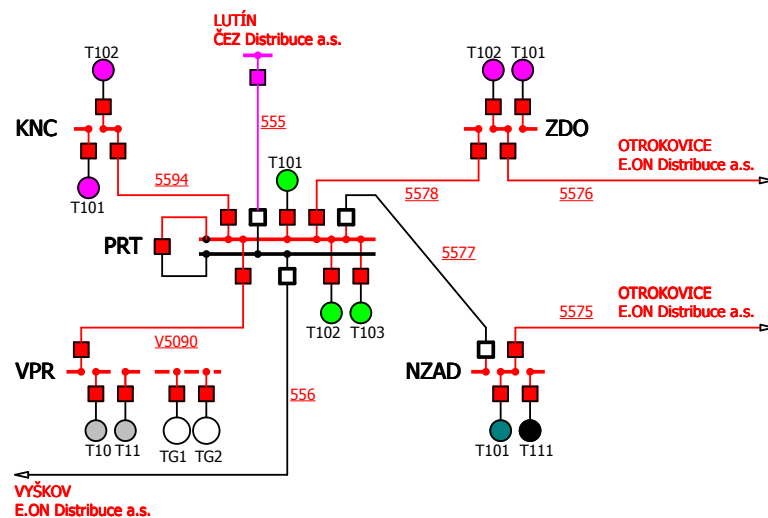 LUTÍN
ČEZ Distribuce a.s.
T102
T102
T101
KNC
555
ZDO
OTROKOVICE
E.ON Distribuce a.s.
T101
T101
5594
5578
5576
PRT
5577
OTROKOVICE
E.ON Distribuce a.s.
5575
T102
T103
V5090
VPR
NZAD
556
T10
T11
TG1
TG2
T101
T111
VYŠKOV
E.ON Distribuce a.s.